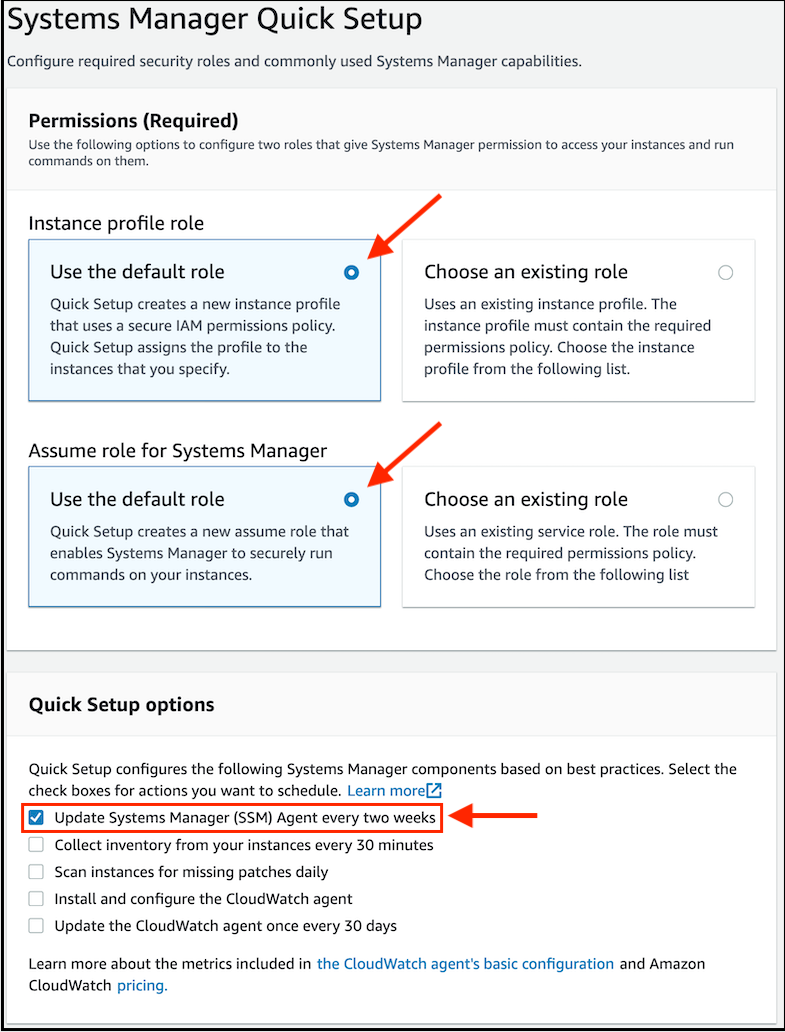 Systems Manager Quick Setup
Configure required security roles and commonly used Systems Manager capabilities.
Permissions (Required)
Use the following options to configure two roles that give Systems Manager permission to access your instances and run
commands on them.
Instance profile role
Use the default role
Quick Setup creates a new instance profile
that uses a secure IAM permissions policy.
Quick Setup assigns the profile to the
instances that you specify.
Choose an existing role
Uses an existing instance profile. The
instance profile must contain the required
permissions policy. Choose the instance
profile from the following list.
Assume role for Systems Manager
Use the default role
Quick Setup creates a new assume role that
enables Systems Manager to securely run
commands on your instances.
Choose an existing role
Uses an existing service role. The role must
contain the required permissions policy.
Choose the role from the following list
Quick Setup options
Quick Setup configures the following Systems Manager components based on best practices. Select the
check boxes for actions you want to schedule. Learn more
Update Systems Manager (SSM) Agent every two weeks
Collect inventory from your instances every 30 minutes
Scan instances for missing patches daily
Install and configure the CloudWatch agent
Update the CloudWatch agent once every 30 days
Learn more about the metrics included in the CloudWatch agent's basic configuration and Amazon
CloudWatch pricing.